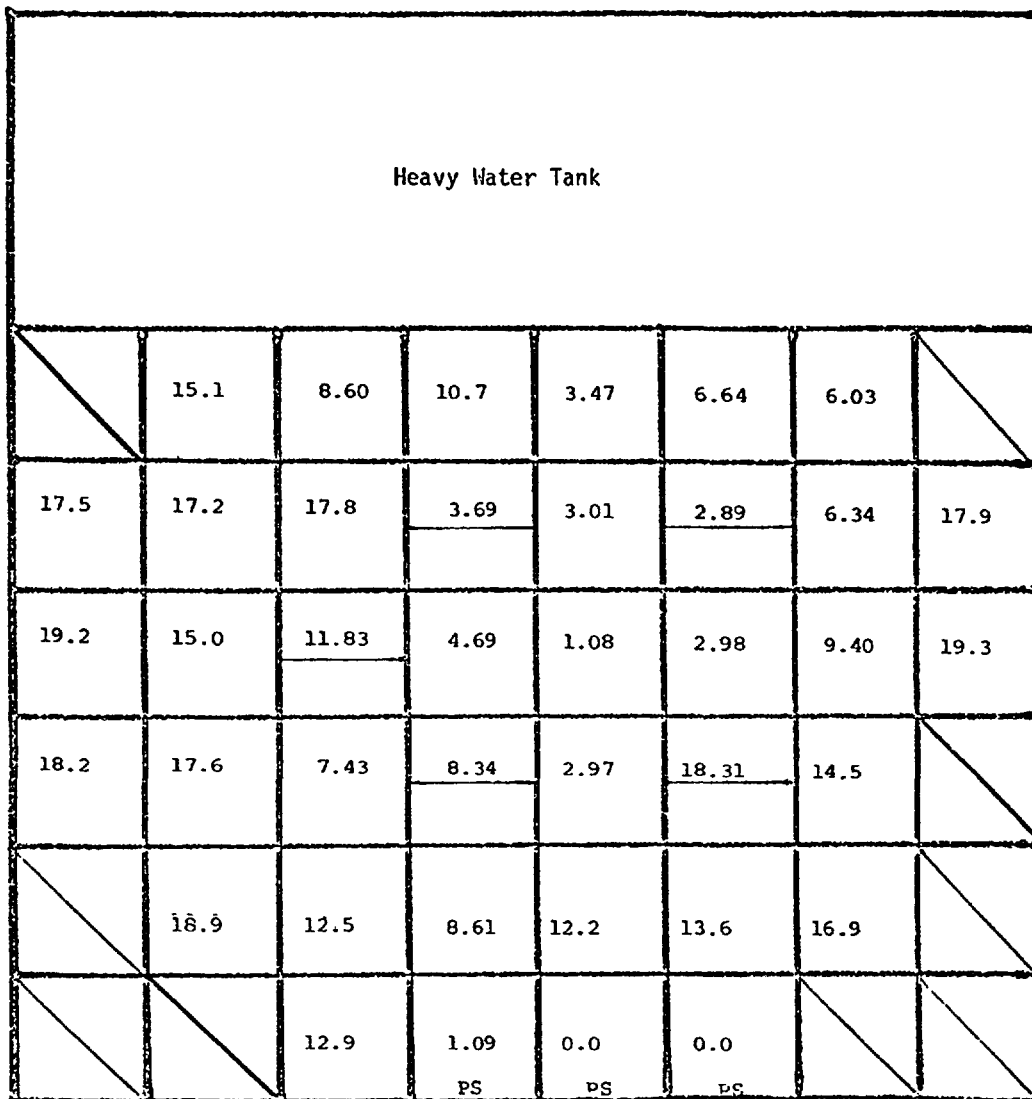 Heavy Water Tank
15.1 8.60 10.7 3.47 6.64 6.03
17.5 17.2 17.8 3.69 3.01 2.89 6.34 17.9
19.2 15.0 11.83 4.69 1.08 2.98 9.40 19.3
18.2 17.6 7.43 8.34 2.97 18.31 14.5
18.9 12.5 8.61 12.2 13.6 16.9
12.9 1.09 0.0 0.0
PS PS PS